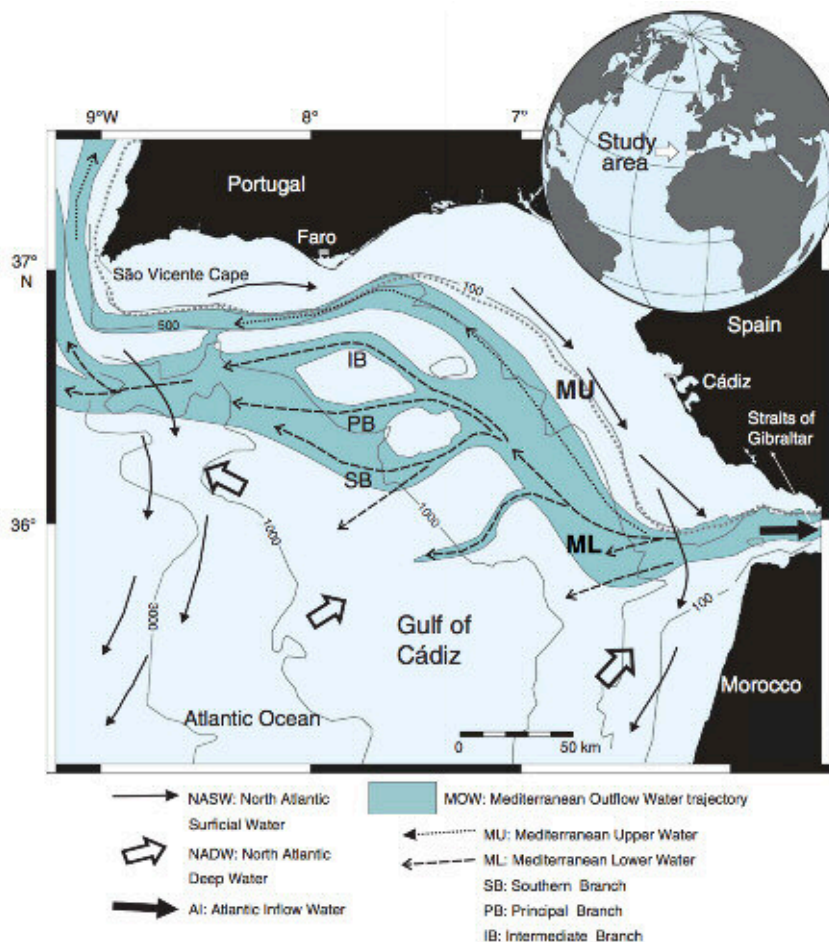 9°W
8°
7°
Study
area
Portugal
Faro
37°
N
São Vicente Cape
100
Spain
500
IB
MU
Cádiz
PB
Straits of
Gibraltar
SB
36°
1000
1000
ML
100
3000
Gulf of
Cádiz
Morocco
Atlantic Ocean
0
50 km
NASW: North Atlantic
Surficial Water
NADW: North Atlantic
Deep Water
AI: Atlantic Inflow Water
MOW: Mediterranean Outflow Water trajectory
MU: Mediterranean Upper Water
ML: Mediterranean Lower Water
SB: Southern Branch
PB: Principal Branch
IB: Intermediate Branch